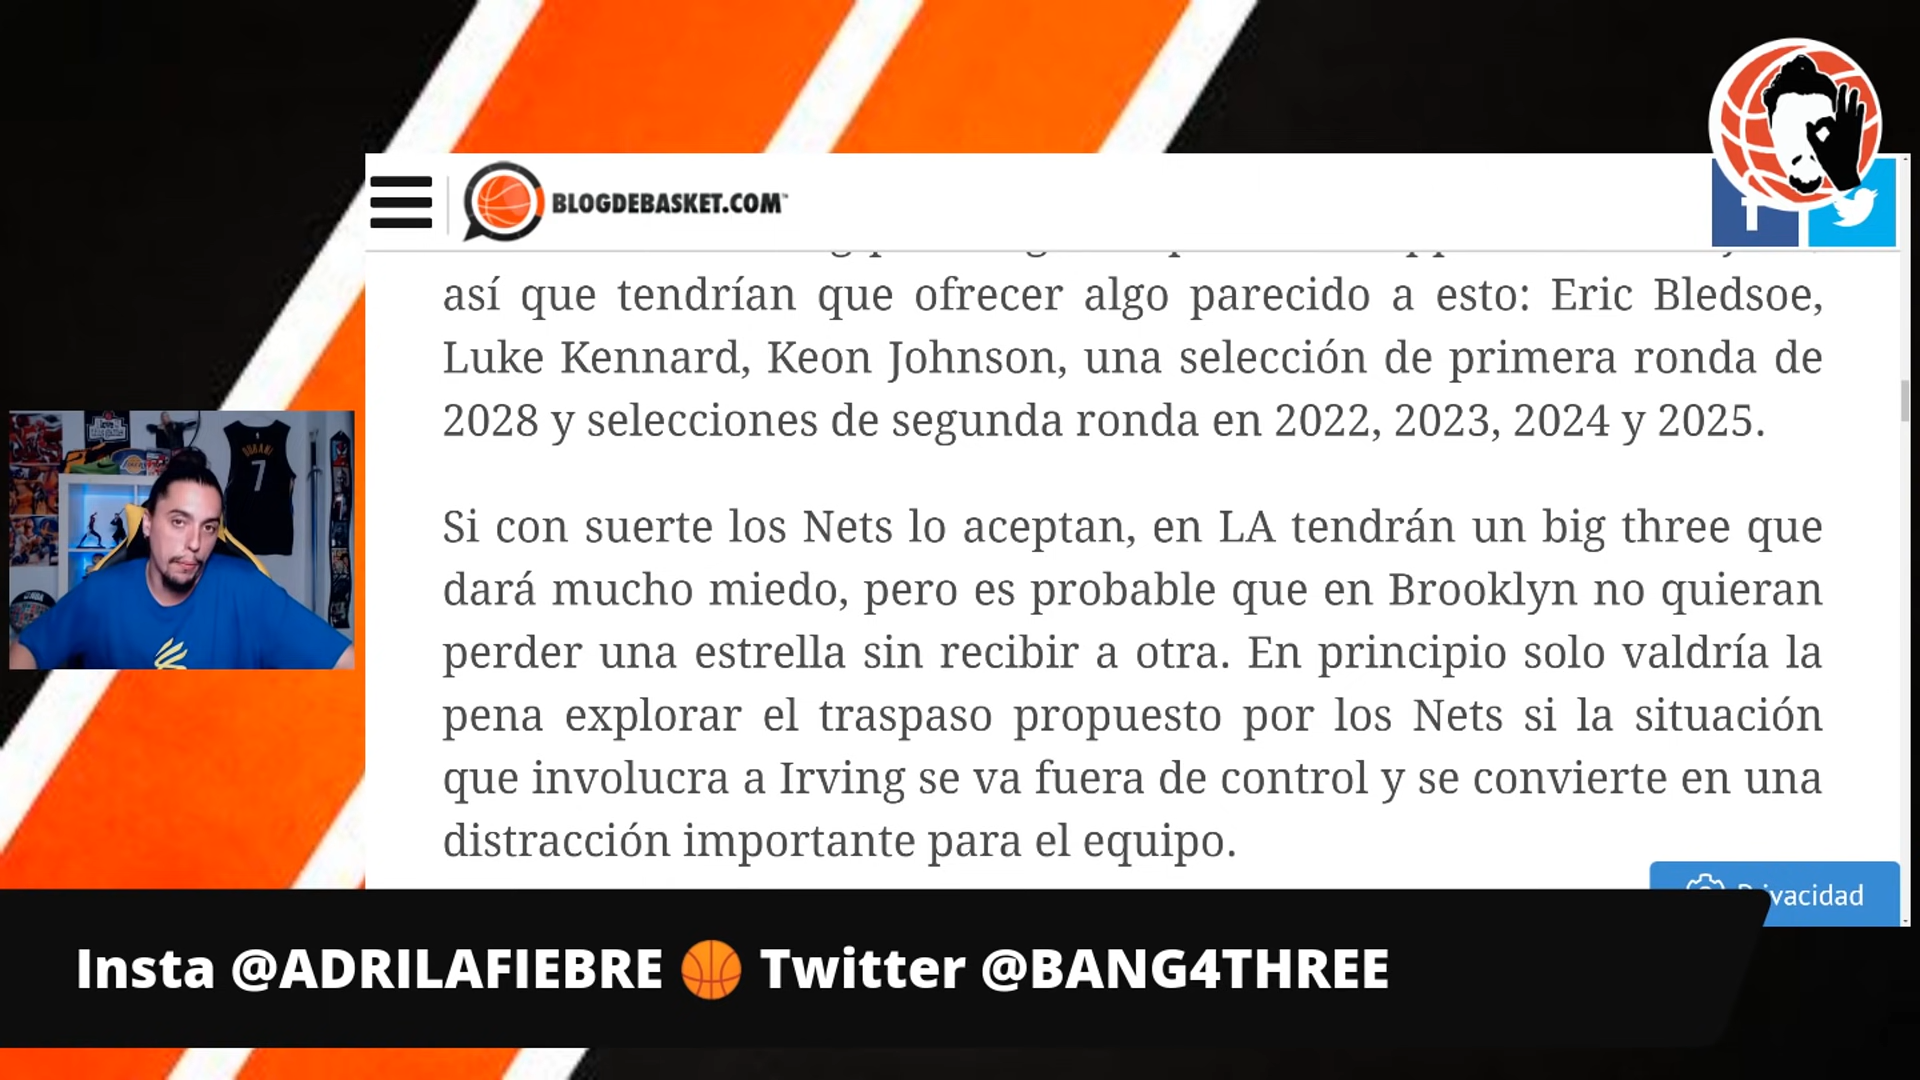 BLOGDEBASKET.COM
así que tendrían que ofrecer algo parecido a esto: Eric Bledsoe,
Luke Kennard, Keon Johnson, una selección de primera ronda de
2028 y selecciones de segunda ronda en 2022, 2023, 2024 y 2025.
Si con suerte los Nets lo aceptan, en LA tendrán un big three que
dará mucho miedo, pero es probable que en Brooklyn no quieran
perder una estrella sin recibir a otra. En principio solo valdría la
pena explorar el traspaso propuesto por los Nets si la situación
que involucra a Irving se va fuera de control y se convierte en una
distracción importante para el equipo.
Privacidad
7
Insta @ADRILAFIEBRE 🏀 Twitter @BANG4THREE